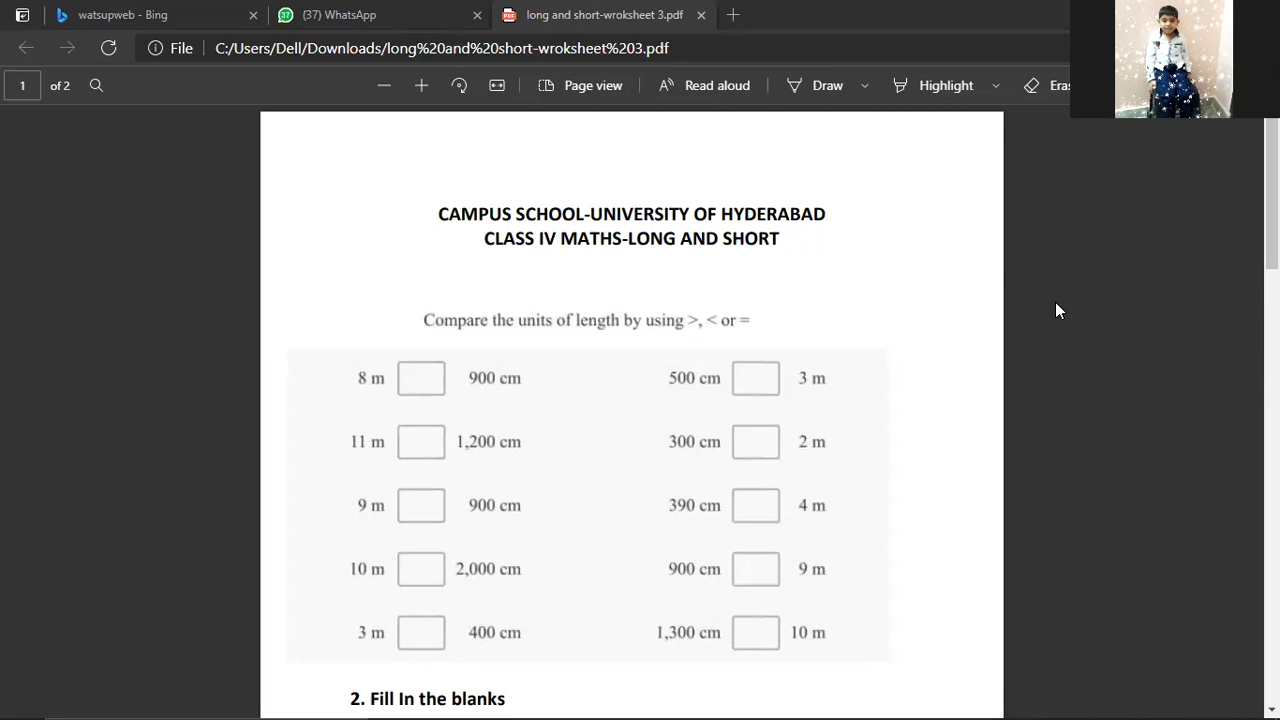 watsupweb - Bing
(37) WhatsApp
long and short-wroksheet 3.pdf
File C:/Users/Dell/Downloads/long%20and%20short-wroksheet%203.pdf
1 of 2 Page view Read aloud Draw Highlight Eras
CAMPUS SCHOOL-UNIVERSITY OF HYDERABAD
CLASS IV MATHS-LONG AND SHORT
Compare the units of length by using >, < or =
8 m 900 cm 500 cm 3 m
11 m 1,200 cm 300 cm 2 m
9 m 900 cm 390 cm 4 m
10 m 2,000 cm 900 cm 9 m
3 m 400 cm 1,300 cm 10 m
2. Fill In the blanks